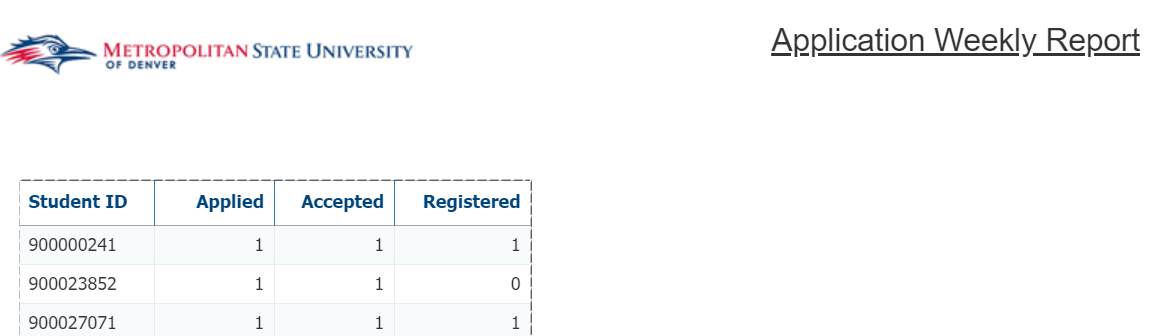 METROPOLITAN STATE UNIVERSITY
OF DENVER
Application Weekly Report
Student ID Applied Accepted Registered
900000241 1 1 1
900023852 1 1 0
900027071 1 1 1